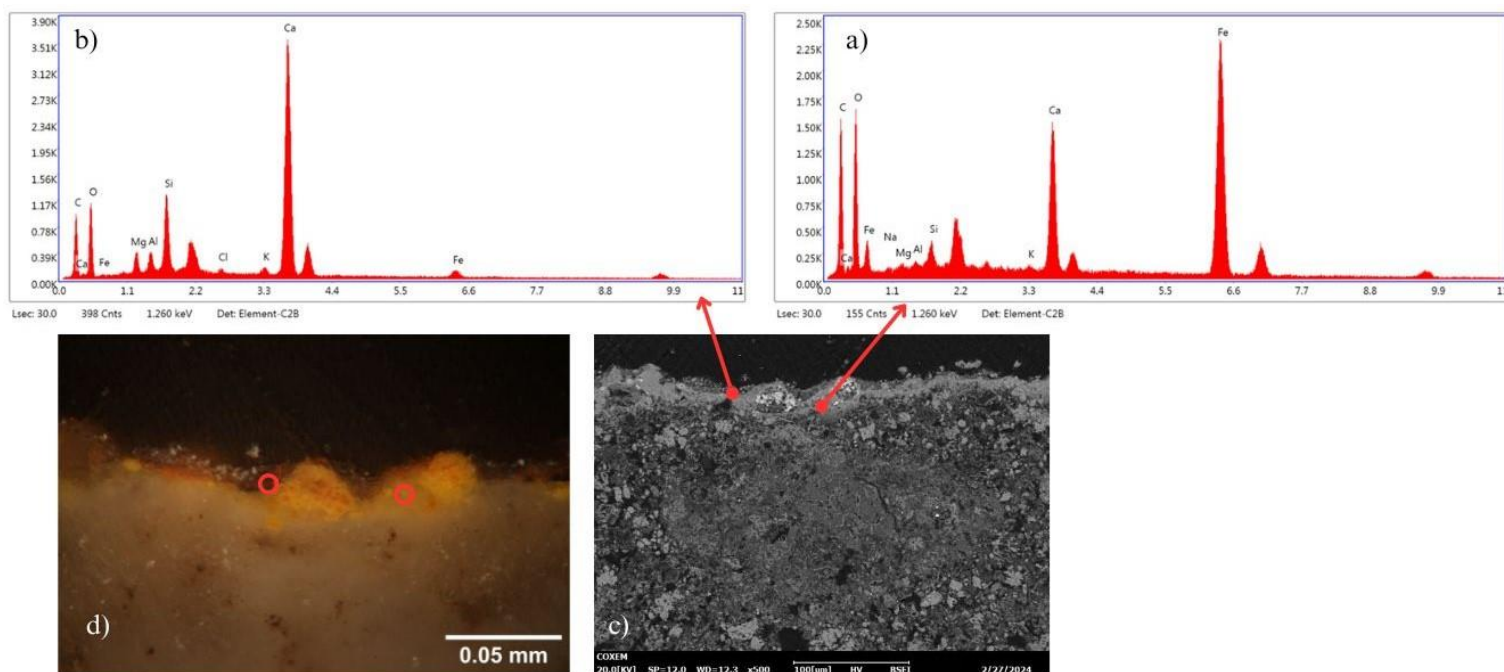 b)
3.90K
3.51K
3.12K
2.73K
2.34K
1.95K
1.56K
1.17K
0.78K
0.39K
0.00K
C
O
Ca
Fe
Mg
Al
Si
Cl
K
Ca
Fe
0.0
1.1
2.2
3.3
4.4
5.5
6.6
7.7
8.8
9.9
11
Lsec: 30.0 398 Cnts 1.260 keV Det: Element-C2B
a)
2.50K
2.25K
2.00K
1.75K
1.50K
1.25K
1.00K
0.75K
0.50K
0.25K
0.00K
C
O
Ca
Fe
Na
Mg
Al
Si
K
Ca
Fe
0.0
1.1
2.2
3.3
4.4
5.5
6.6
7.7
8.8
9.9
Lsec: 30.0 155 Cnts 1.260 keV Det: Element-C2B
d)
0.05 mm
c)
COXEM
20.0[KV] SP=12.0 WD=12.3 x500 100[um] HV BSEI 2/27/2024